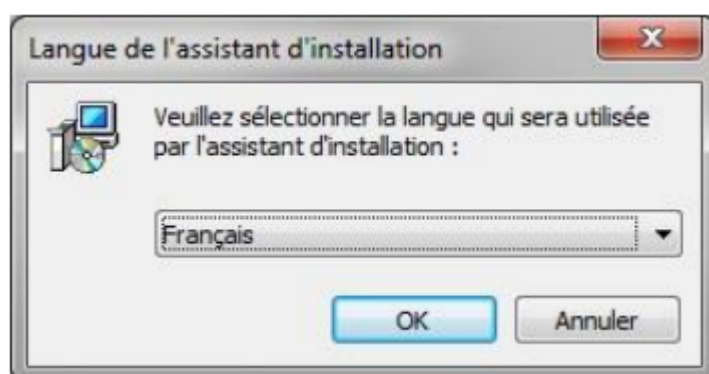 Langue de l'assistant d'installation
Veuillez sélectionner la langue qui sera utilisée
par l'assistant d'installation :
Français
OK
Annuler